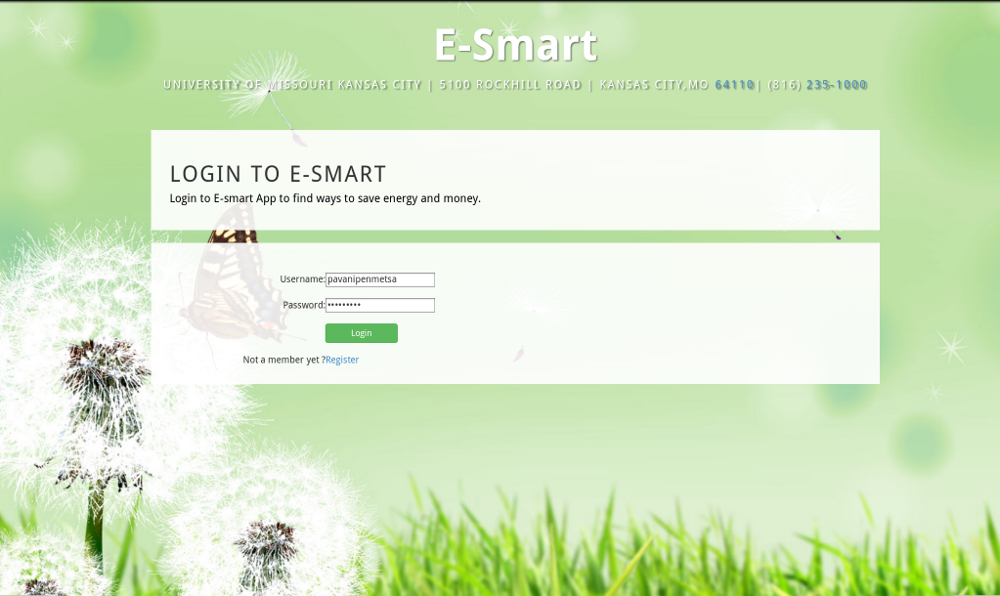 E-Smart
UNIVERSITY OF MISSOURI KANSAS CITY | 5100 ROCKHILL ROAD | KANSAS CITY,MO 64110| (816) 235-1000
LOGIN TO E-SMART
Login to E-smart App to find ways to save energy and money.
Username:pavanipenmetsa
Password:•••••••••
Login
Not a member yet ?Register